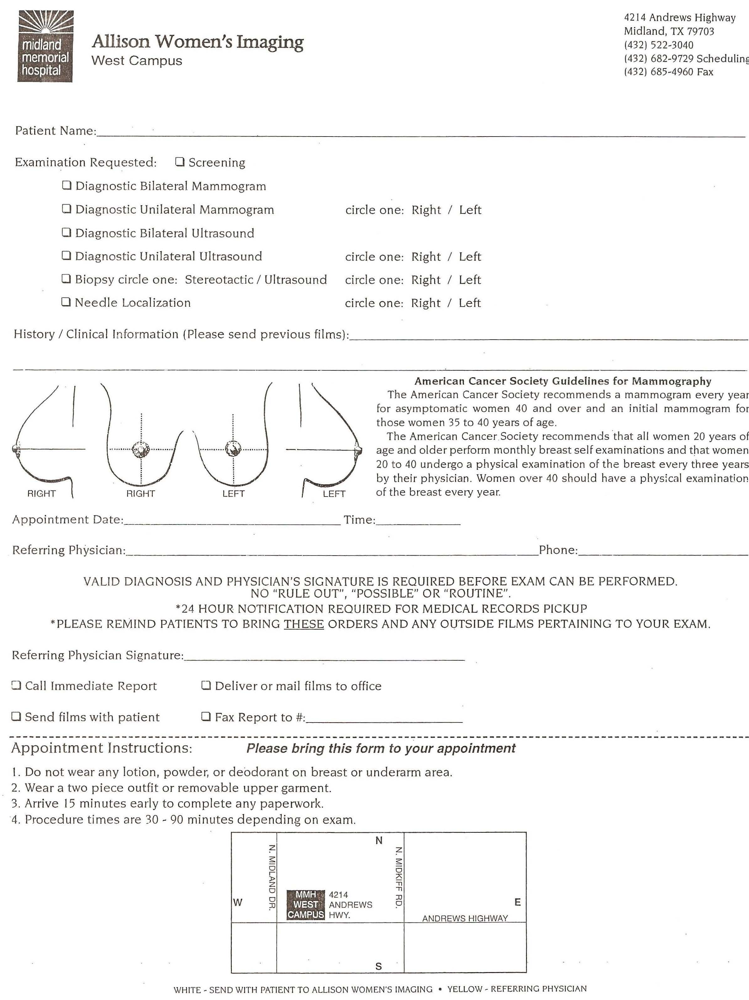 midland
memorial
hospital
Allison Women's Imaging
West Campus
4214 Andrews Highway
Midland, TX 79703
(432) 522-3040
(432) 682-9729 Scheduling
(432) 685-4960 Fax
Patient Name:
Examination Requested: ❑ Screening
❑ Diagnostic Bilateral Mammogram
❑ Diagnostic Unilateral Mammogram circle one: Right / Left
❑ Diagnostic Bilateral Ultrasound
❑ Diagnostic Unilateral Ultrasound circle one: Right / Left
❑ Biopsy circle one: Stereotactic / Ultrasound circle one: Right / Left
❑ Needle Localization circle one: Right / Left
History / Clinical Information (Please send previous films):
RIGHT RIGHT LEFT LEFT
American Cancer Society Guidelines for Mammography
The American Cancer Society recommends a mammogram every year
for asymptomatic women 40 and over and an initial mammogram for
those women 35 to 40 years of age.
The American Cancer Society recommends that all women 20 years of
age and older perform monthly breast self examinations and that women
20 to 40 undergo a physical examination of the breast every three years
by their physician. Women over 40 should have a physical examination
of the breast every year.
Appointment Date: Time:
Referring Physician: Phone:
VALID DIAGNOSIS AND PHYSICIAN'S SIGNATURE IS REQUIRED BEFORE EXAM CAN BE PERFORMED.
NO “RULE OUT”, “POSSIBLE” OR “ROUTINE”.
*24 HOUR NOTIFICATION REQUIRED FOR MEDICAL RECORDS PICKUP
*PLEASE REMIND PATIENTS TO BRING THESE ORDERS AND ANY OUTSIDE FILMS PERTAINING TO YOUR EXAM.
Referring Physician Signature:
❑ Call Immediate Report ❑ Deliver or mail films to office
❑ Send films with patient ❑ Fax Report to #:
Appointment Instructions: Please bring this form to your appointment
1. Do not wear any lotion, powder, or deodorant on breast or underarm area.
2. Wear a two piece outfit or removable upper garment.
3. Arrive 15 minutes early to complete any paperwork.
4. Procedure times are 30 - 90 minutes depending on exam.
N
N. MIDLAND DR.
N. MIDKIFF RD.
W
E
MMH
WEST
CAMPUS
4214
ANDREWS
HWY.
ANDREWS HIGHWAY
S
WHITE - SEND WITH PATIENT TO ALLISON WOMEN'S IMAGING • YELLOW - REFERRING PHYSICIAN